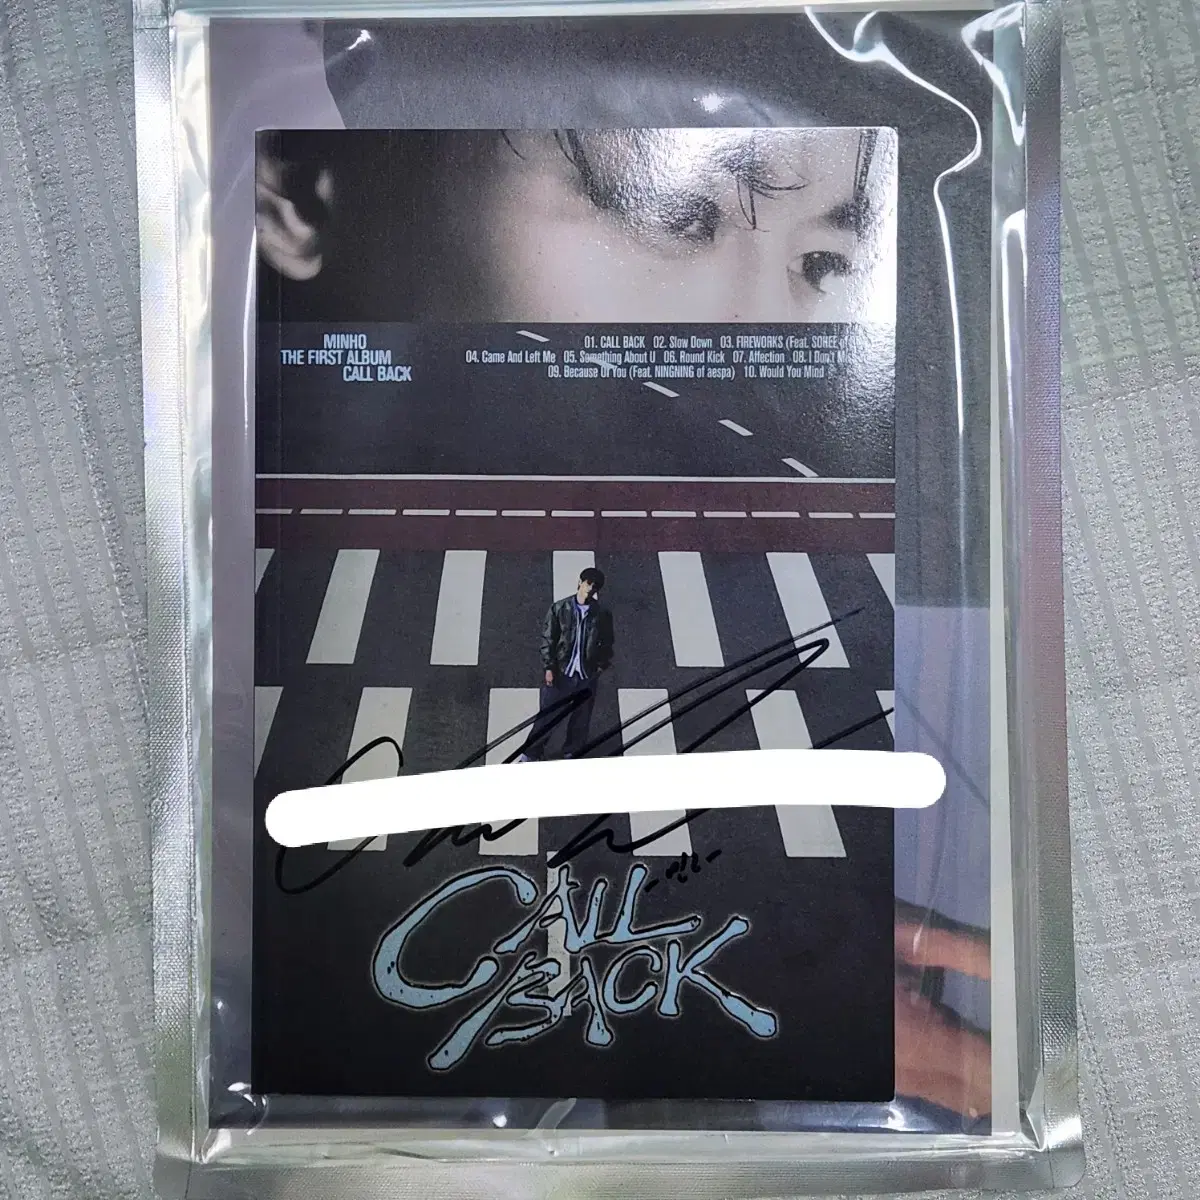 MINHO
THE FIRST ALBUM
CALL BACK
01. CALL BACK 02. Slow Down 03. FIREWORKS (Feat. SOHEE of
04. Came And Left Me 05. Something About U 06. Round Kick 07. Affection 08. I Don't
09. Because Of You (Feat. NINGNING of aespa) 10. Would You Mind
CALL
BACK